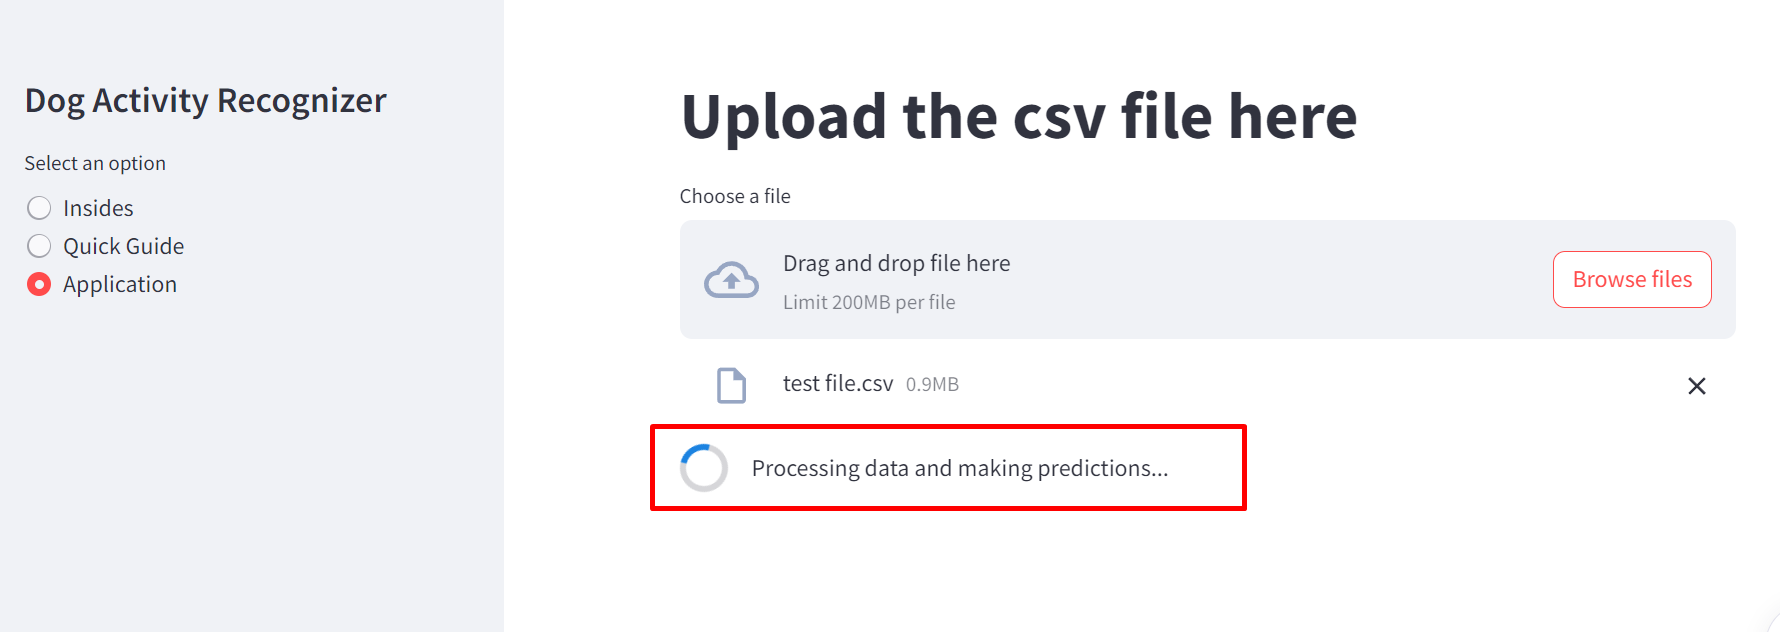 Dog Activity Recognizer
Select an option
Insides
Quick Guide
Application
Upload the csv file here
Choose a file
Drag and drop file here
Limit 200MB per file
Browse files
test file.csv 0.9MB
Processing data and making predictions...